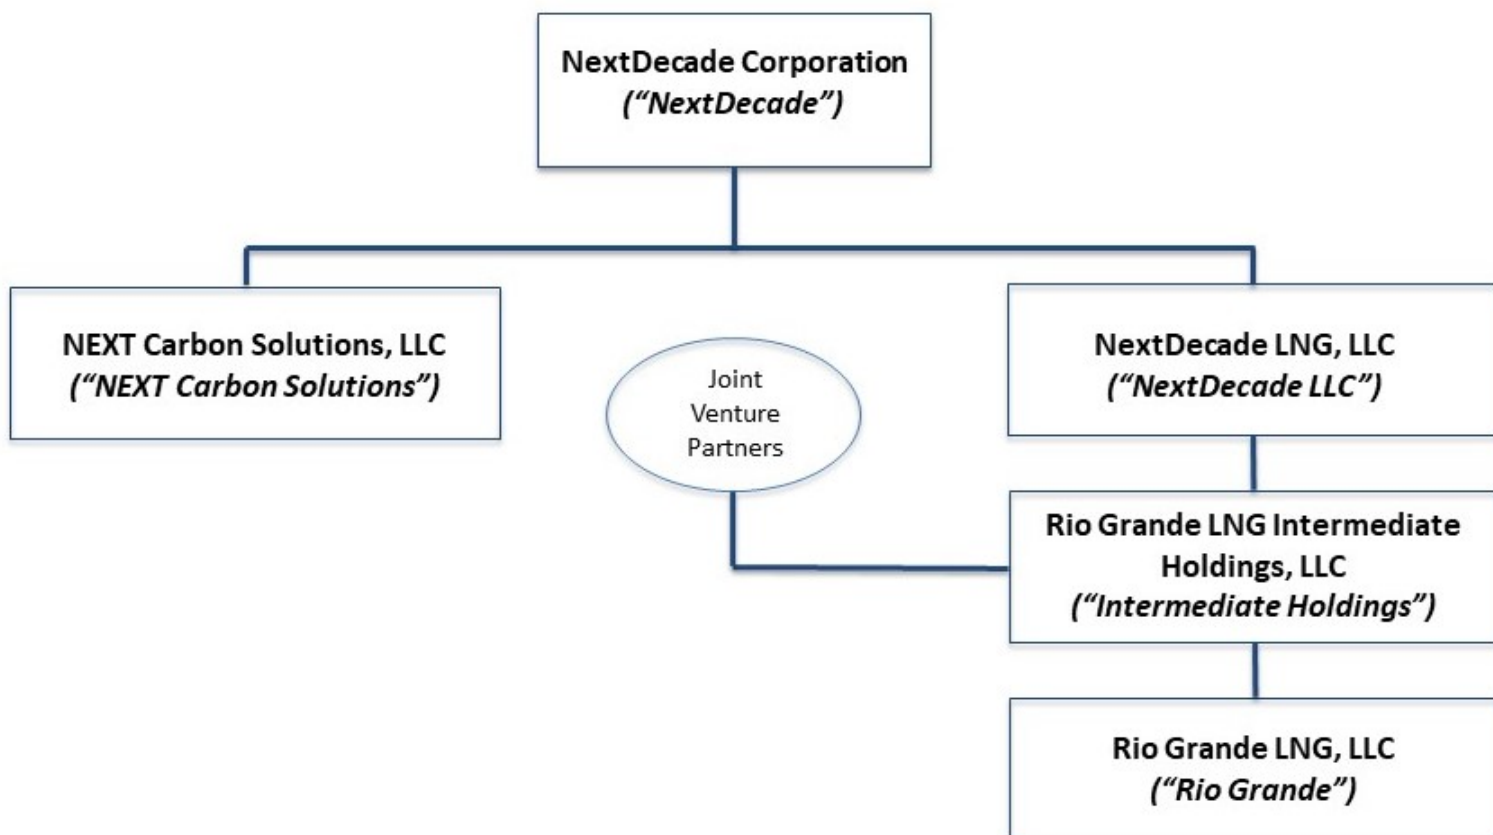 NextDecade Corporation
(“NextDecade”)
NEXT Carbon Solutions, LLC
(“NEXT Carbon Solutions”)
Joint
Venture
Partners
NextDecade LNG, LLC
(“NextDecade LLC”)
Rio Grande LNG Intermediate
Holdings, LLC
(“Intermediate Holdings”)
Rio Grande LNG, LLC
(“Rio Grande”)